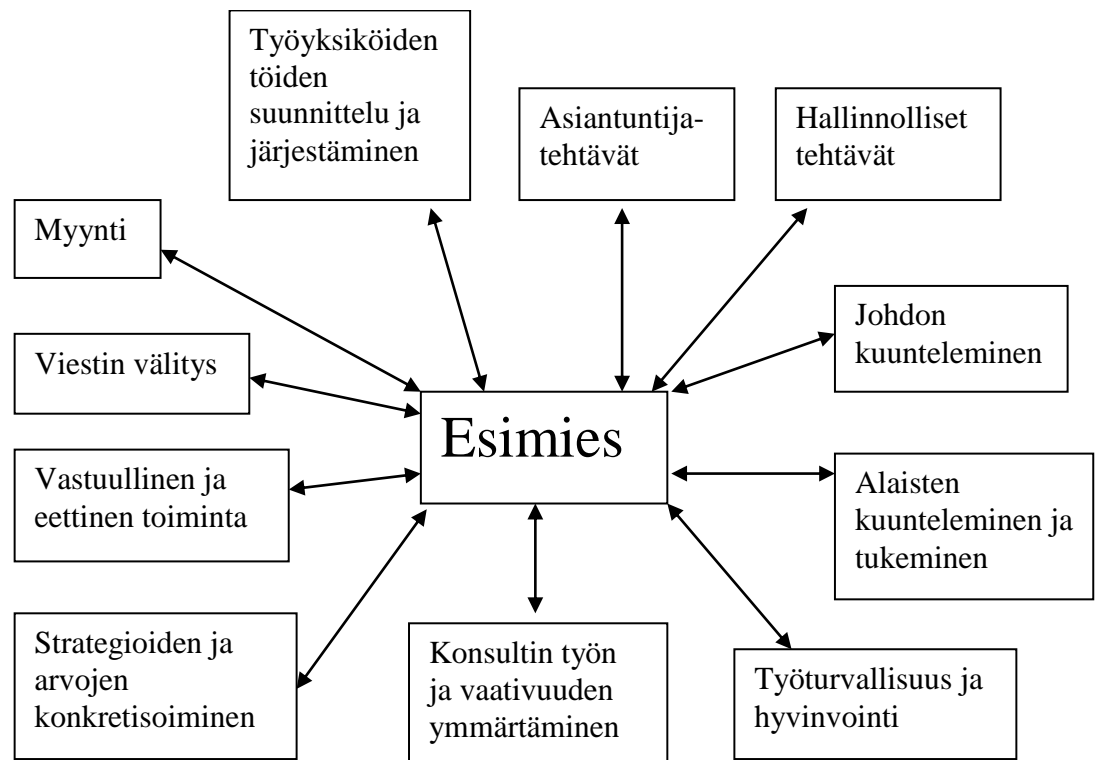 Työyksiköiden
töiden
suunnittelu ja
järjestäminen
Asiantuntija-
tehtävät
Hallinnolliset
tehtävät
Myynti
Johdon
kuunteleminen
Viestin välitys
Esimies
Vastuullinen ja
eettinen toiminta
Alaisten
kuunteleminen ja
tukeminen
Strategioiden ja
arvojen
konkretisoiminen
Konsultin työn
ja vaativuuden
ymmärtäminen
Työturvallisuus ja
hyvinvointi